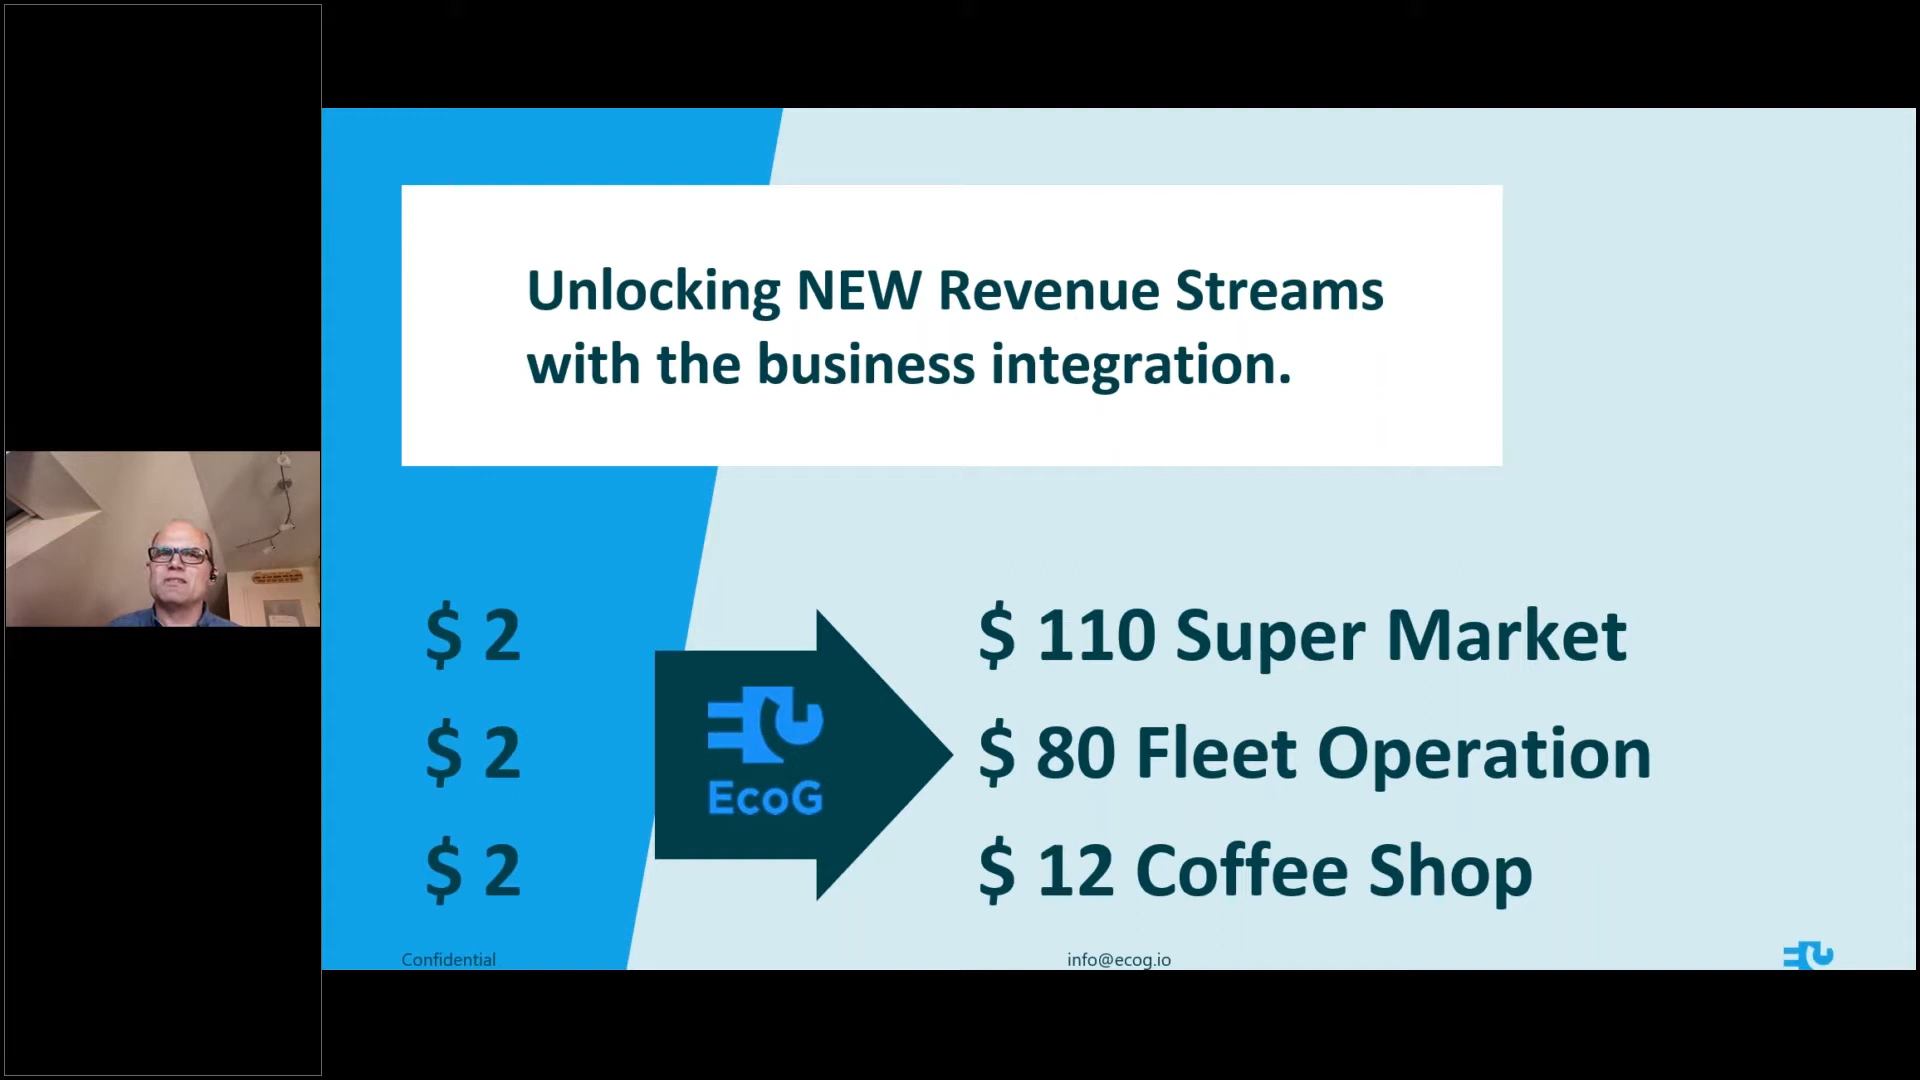 Unlocking NEW Revenue Streams
with the business integration.
$ 2
$ 110 Super Market
$ 2
$ 80 Fleet Operation
$ 2
$ 12 Coffee Shop
EcoG
Confidential
info@ecog.io